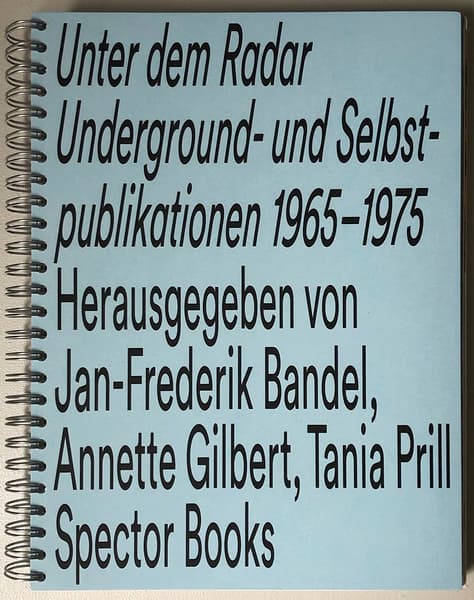 Unter dem Radar
Underground- und Selbst-
publikationen 1965–1975
Herausgegeben von
Jan-Frederik Bandel,
Annette Gilbert, Tania Prill
Spector Books